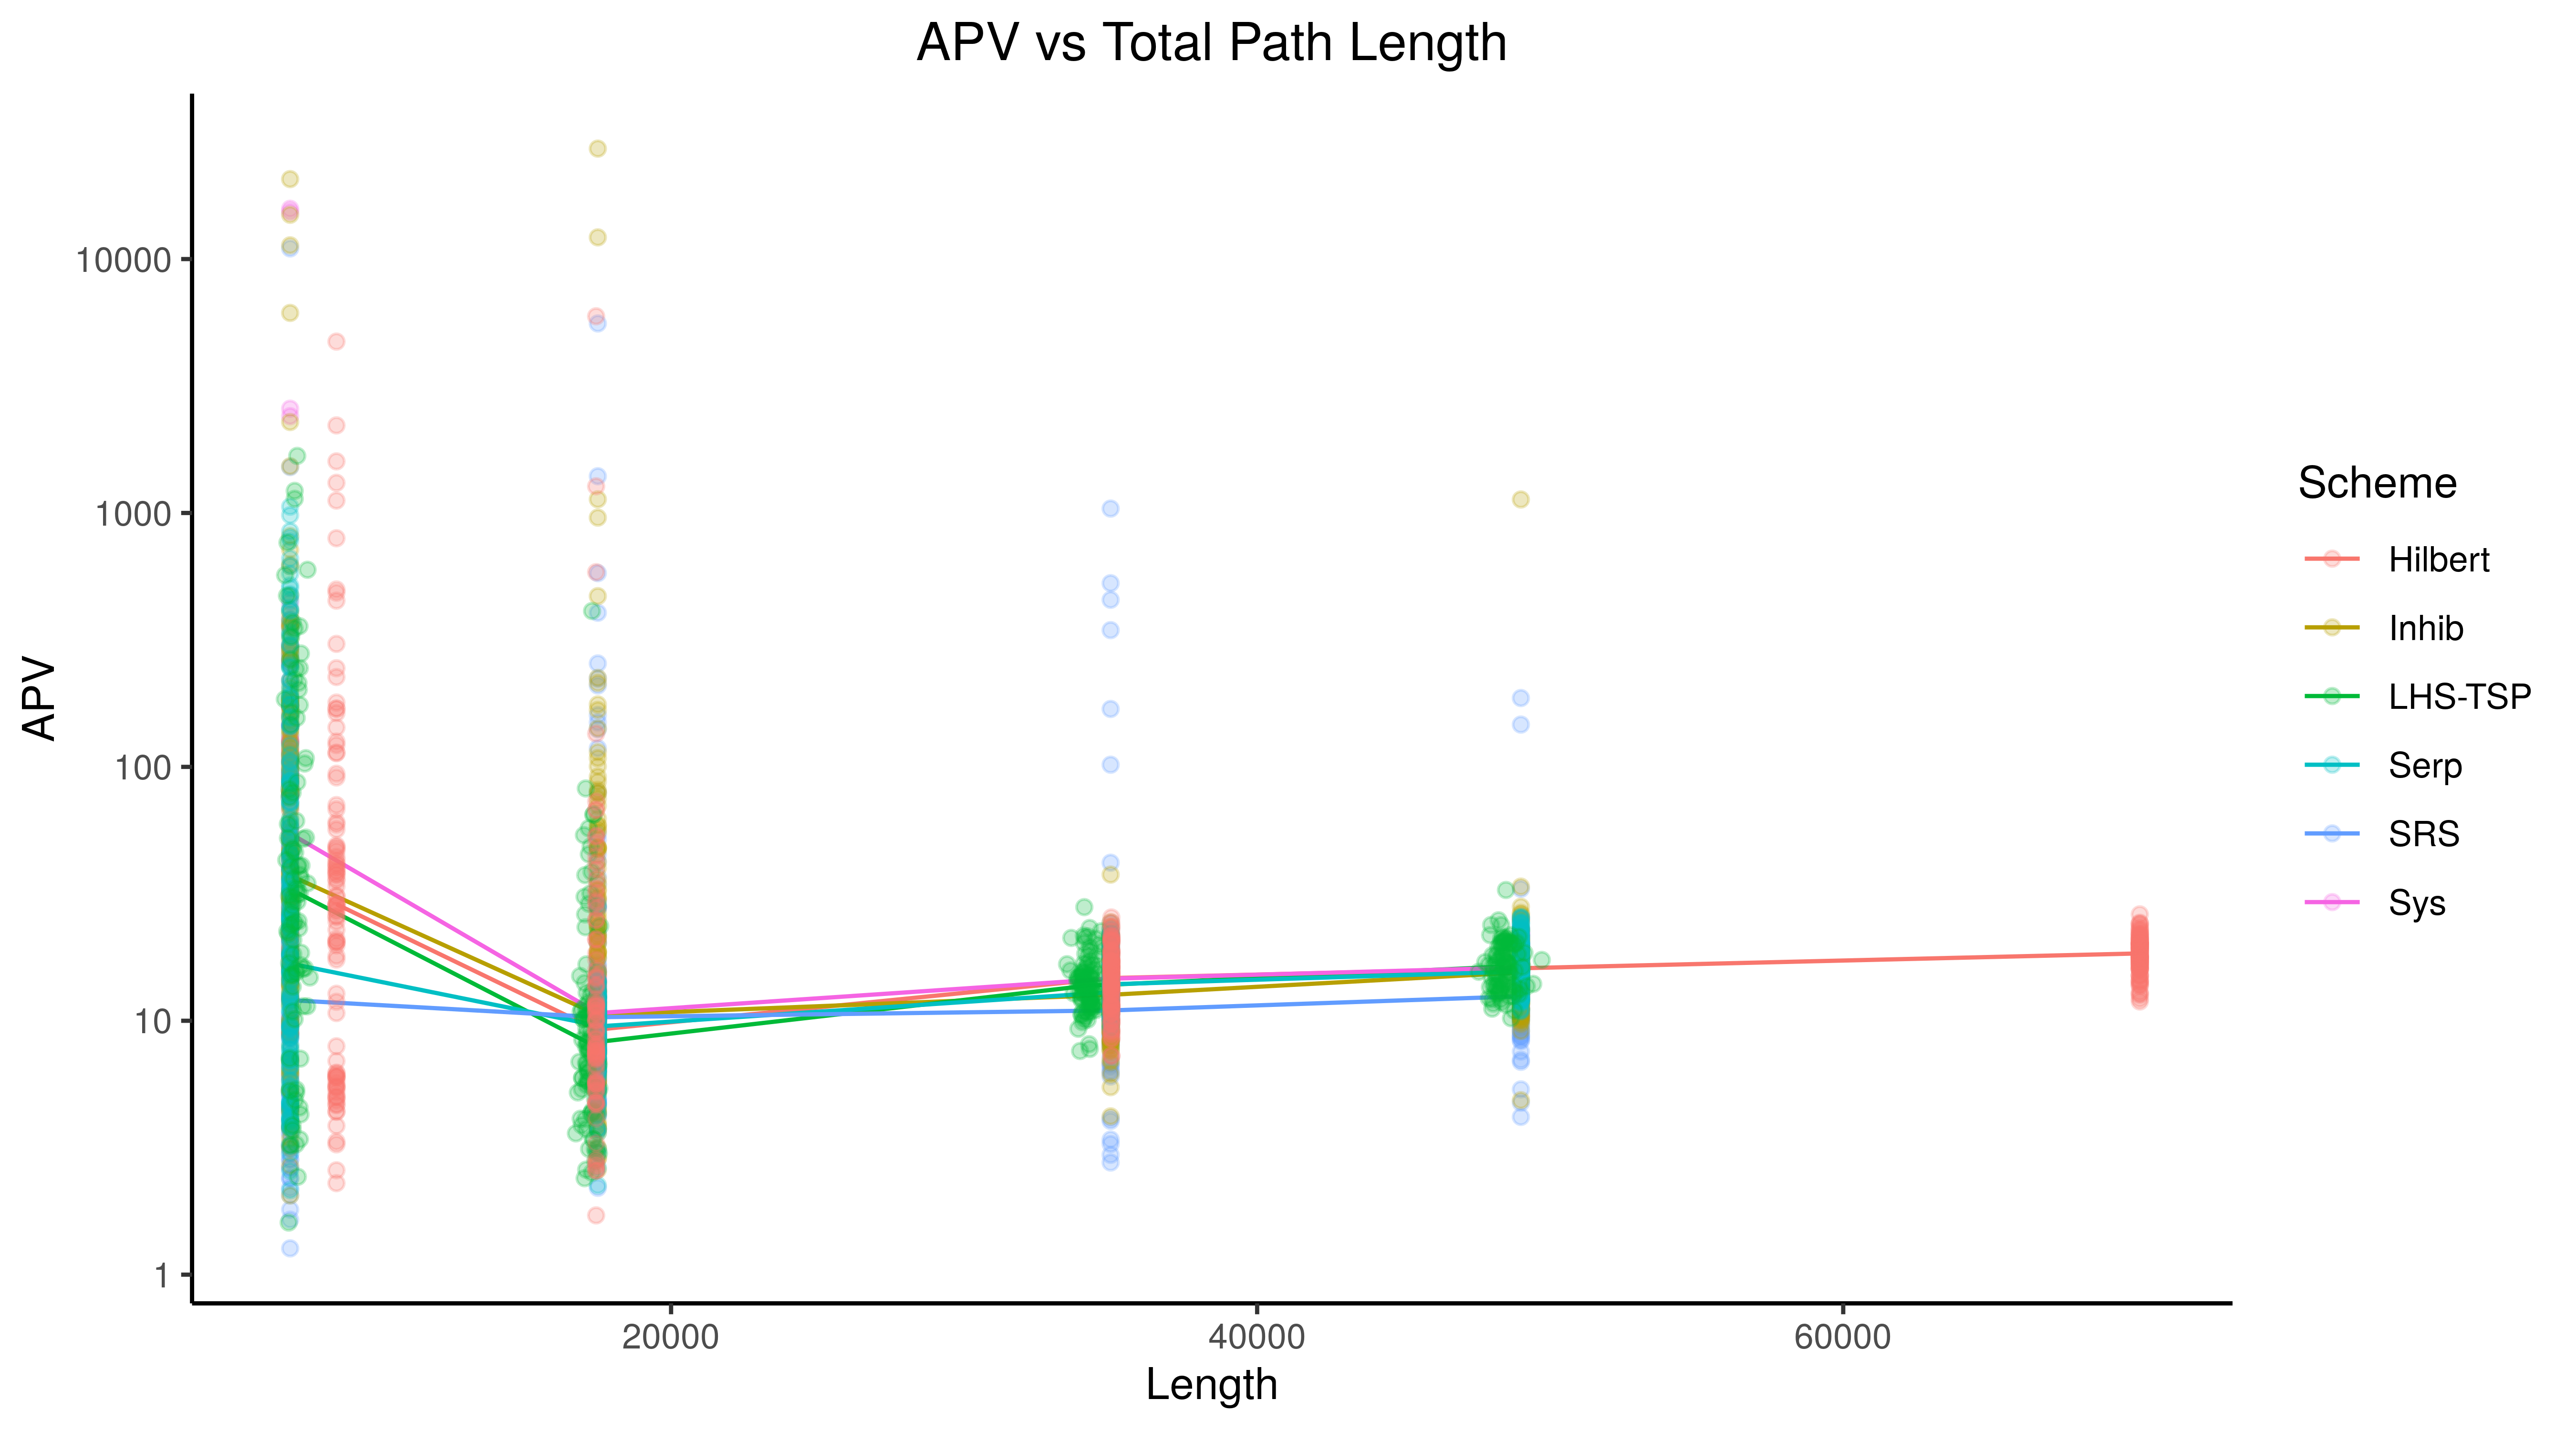 APV vs Total Path Length
APV
10000
1000
100
10
1
20000
40000
60000
Length
Scheme
Hilbert
Inhib
LHS-TSP
Serp
SRS
Sys